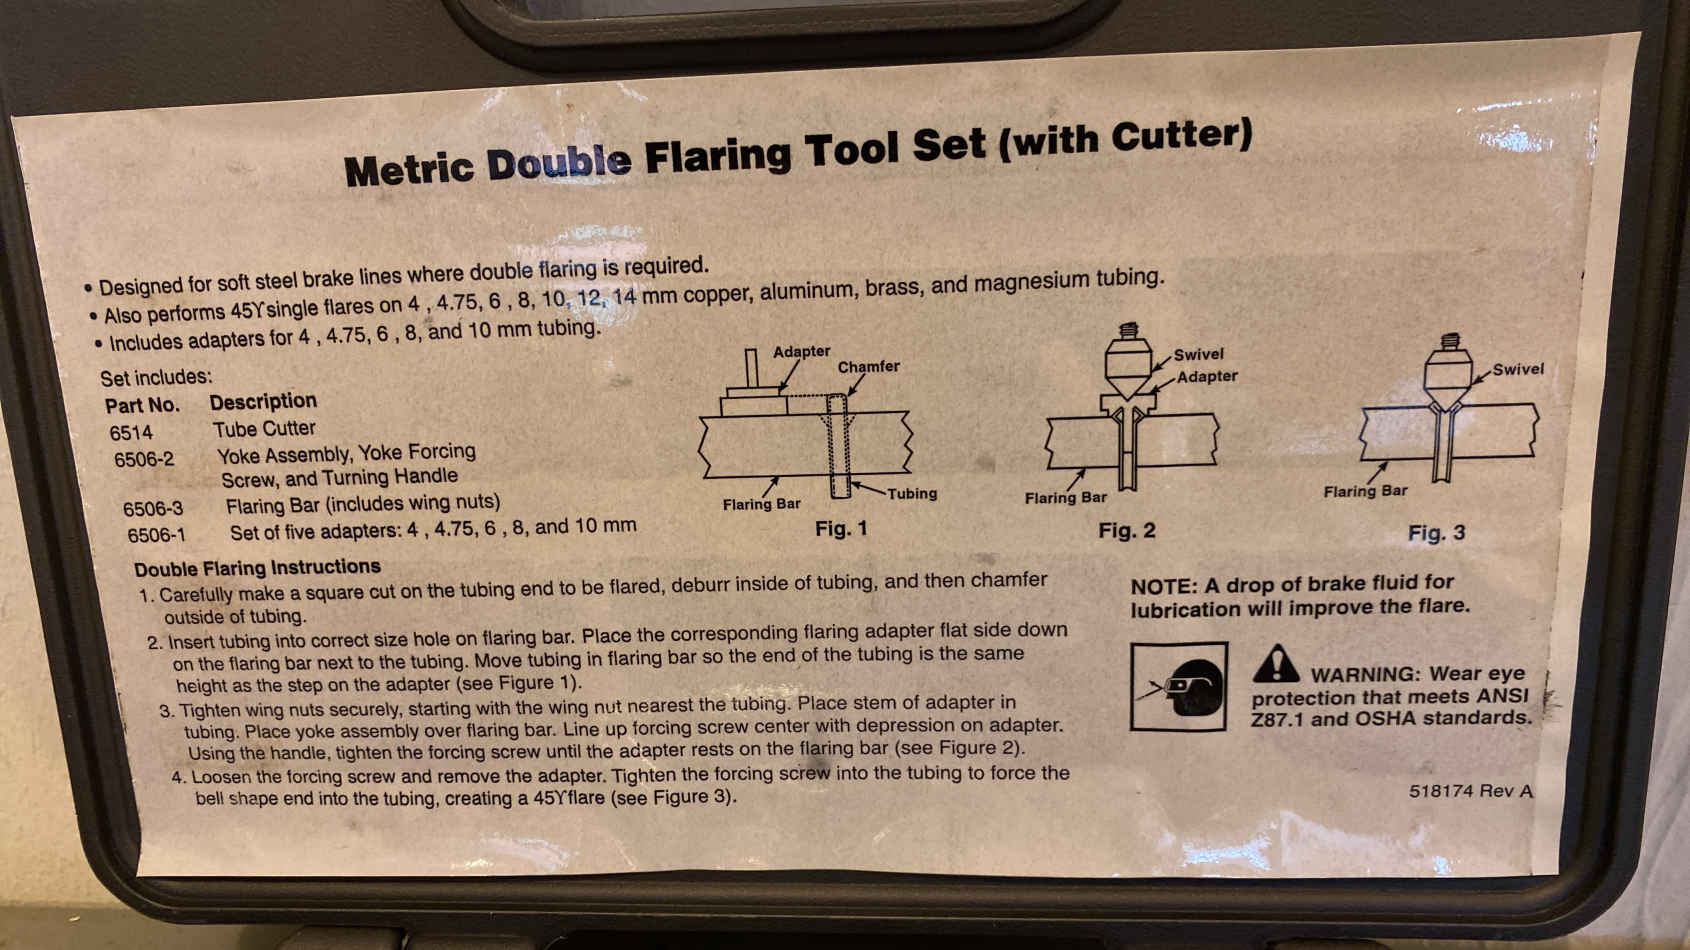 Metric Double Flaring Tool Set (with Cutter)
• Designed for soft steel brake lines where double flaring is required.
• Also performs 45Ysingle flares on 4 , 4.75, 6 , 8, 10, 12, 14 mm copper, aluminum, brass, and magnesium tubing.
• Includes adapters for 4 , 4.75, 6 , 8, and 10 mm tubing.
Set includes:
Part No. Description
6514 Tube Cutter
6506-2 Yoke Assembly, Yoke Forcing
Screw, and Turning Handle
6506-3 Flaring Bar (includes wing nuts)
6506-1 Set of five adapters: 4 , 4.75, 6 , 8, and 10 mm
Adapter
Chamfer
Flaring Bar
Tubing
Fig. 1
Swivel
Adapter
Flaring Bar
Fig. 2
Swivel
Flaring Bar
Fig. 3
Double Flaring Instructions
1. Carefully make a square cut on the tubing end to be flared, deburr inside of tubing, and then chamfer
outside of tubing.
2. Insert tubing into correct size hole on flaring bar. Place the corresponding flaring adapter flat side down
on the flaring bar next to the tubing. Move tubing in flaring bar so the end of the tubing is the same
height as the step on the adapter (see Figure 1).
3. Tighten wing nuts securely, starting with the wing nut nearest the tubing. Place stem of adapter in
tubing. Place yoke assembly over flaring bar. Line up forcing screw center with depression on adapter.
Using the handle, tighten the forcing screw until the adapter rests on the flaring bar (see Figure 2).
4. Loosen the forcing screw and remove the adapter. Tighten the forcing screw into the tubing to force the
bell shape end into the tubing, creating a 45Yflare (see Figure 3).
NOTE: A drop of brake fluid for
lubrication will improve the flare.
WARNING: Wear eye
protection that meets ANSI
Z87.1 and OSHA standards.
518174 Rev A